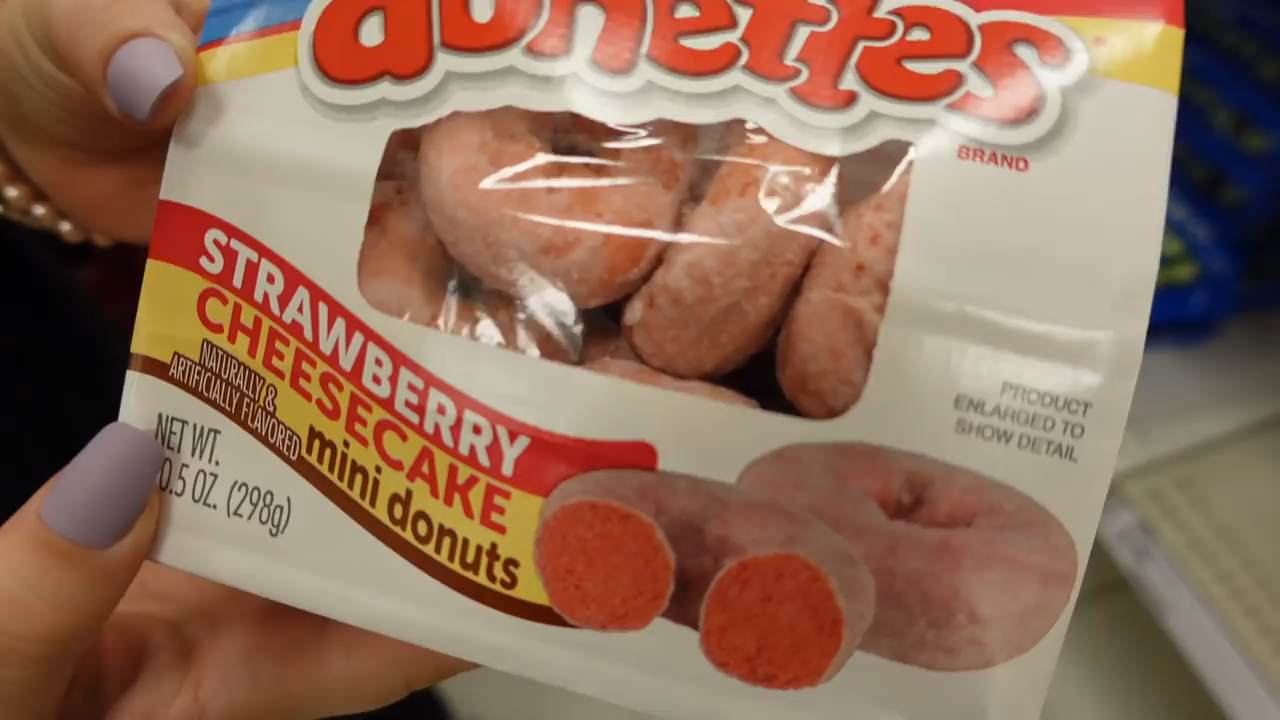 donettes
BRAND
STRAWBERRY
CHEESECAKE
NATURALLY &
ARTIFICIALLY FLAVORED
mini donuts
NET WT.
0.5 OZ. (298g)
PRODUCT
ENLARGED TO
SHOW DETAIL